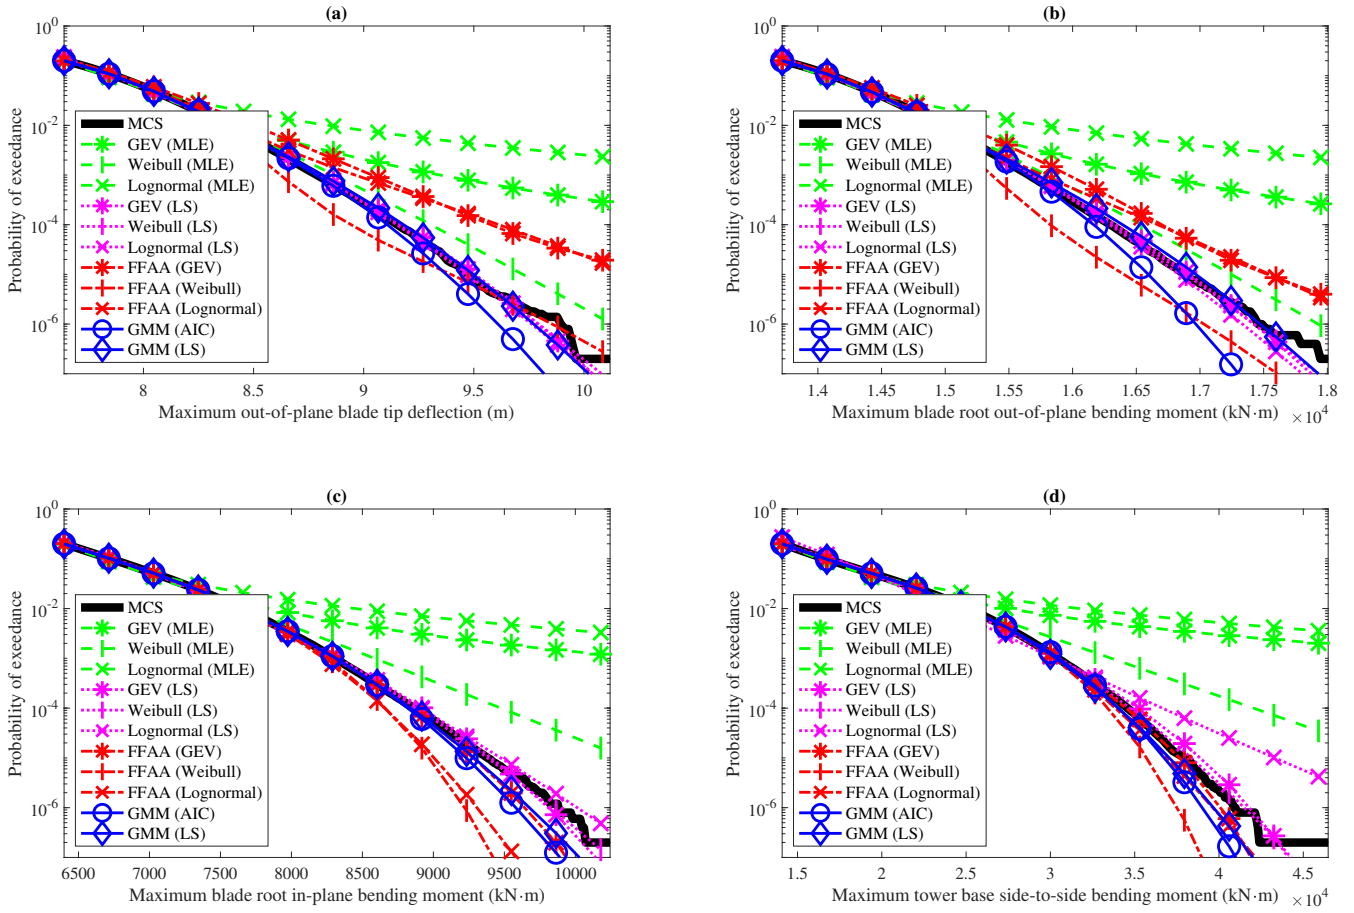 (a)
10^0
10^-2
10^-4
10^-6
Probability of exeedance
MCS
GEV (MLE)
Weibull (MLE)
Lognormal (MLE)
GEV (LS)
Weibull (LS)
Lognormal (LS)
FFAA (GEV)
FFAA (Weibull)
FFAA (Lognormal)
GMM (AIC)
GMM (LS)
8 8.5 9 9.5 10
Maximum out-of-plane blade tip deflection (m)
(b)
10^0
10^-2
10^-4
10^-6
Probability of exeedance
MCS
GEV (MLE)
Weibull (MLE)
Lognormal (MLE)
GEV (LS)
Weibull (LS)
Lognormal (LS)
FFAA (GEV)
FFAA (Weibull)
FFAA (Lognormal)
GMM (AIC)
GMM (LS)
1.4 1.45 1.5 1.55 1.6 1.65 1.7 1.75 1.8
Maximum blade root out-of-plane bending moment (kN·m) ×10^4
(c)
10^0
10^-2
10^-4
10^-6
Probability of exeedance
MCS
GEV (MLE)
Weibull (MLE)
Lognormal (MLE)
GEV (LS)
Weibull (LS)
Lognormal (LS)
FFAA (GEV)
FFAA (Weibull)
FFAA (Lognormal)
GMM (AIC)
GMM (LS)
6500 7000 7500 8000 8500 9000 9500 10000
Maximum blade root in-plane bending moment (kN·m)
(d)
10^0
10^-2
10^-4
10^-6
Probability of exeedance
MCS
GEV (MLE)
Weibull (MLE)
Lognormal (MLE)
GEV (LS)
Weibull (LS)
Lognormal (LS)
FFAA (GEV)
FFAA (Weibull)
FFAA (Lognormal)
GMM (AIC)
GMM (LS)
1.5 2 2.5 3 3.5 4 4.5
Maximum tower base side-to-side bending moment (kN·m) ×10^4